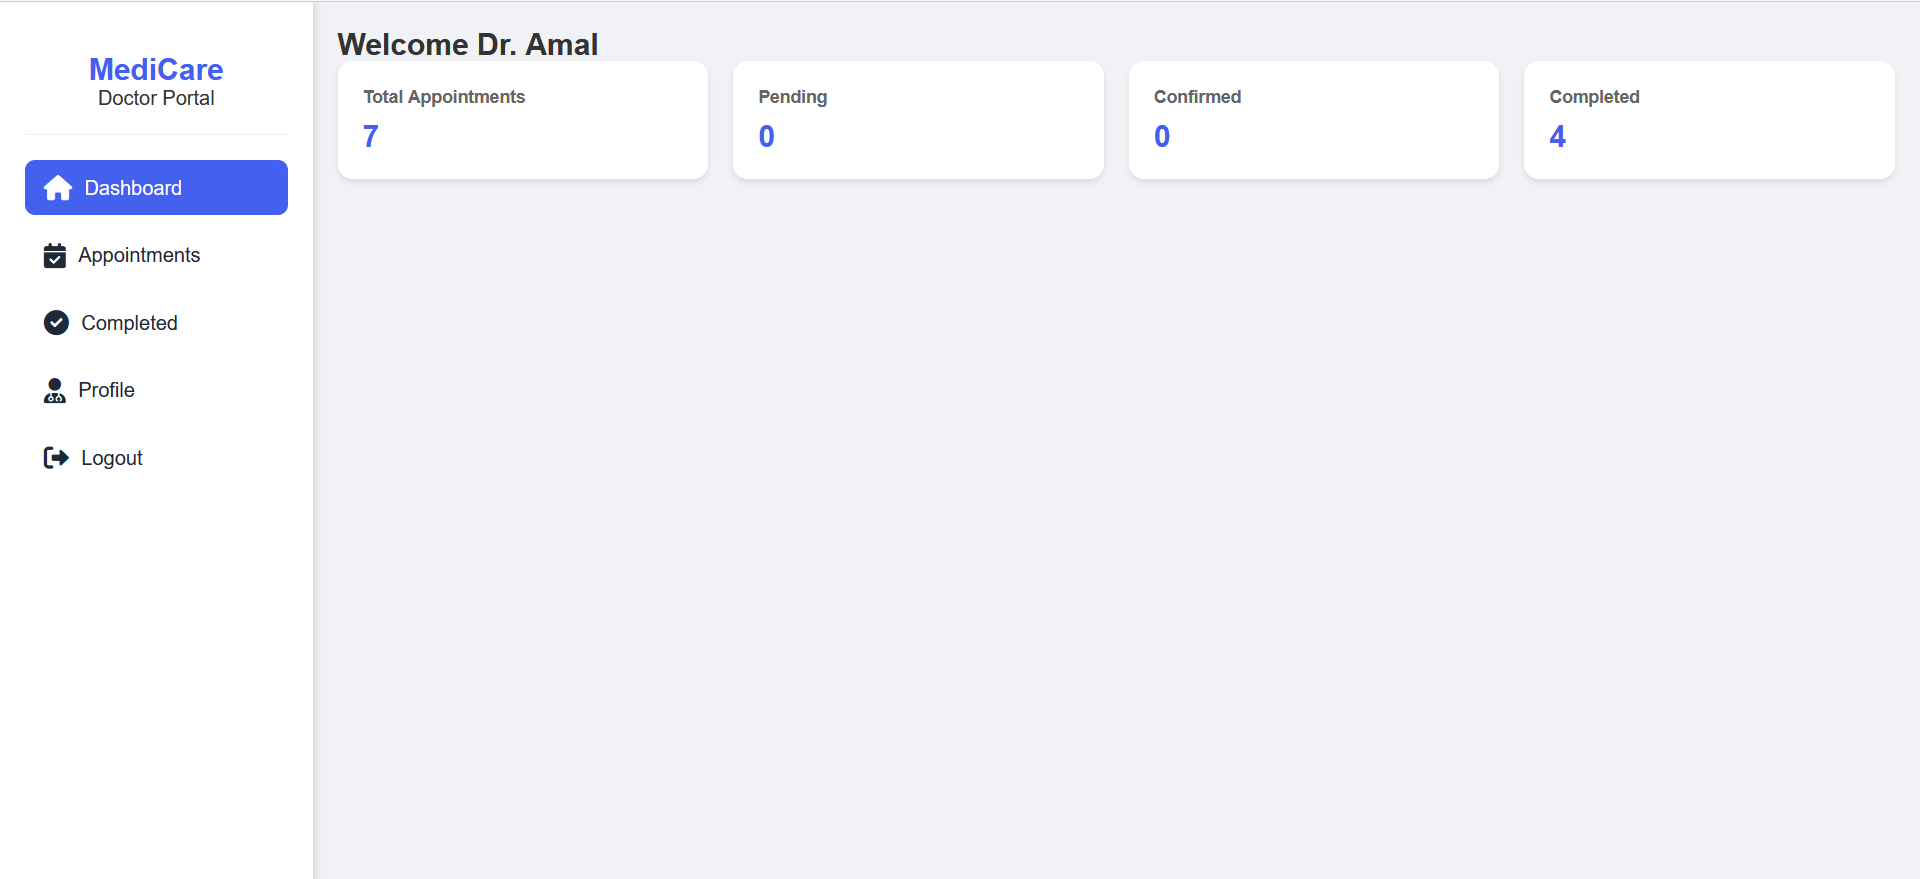 MediCare
Doctor Portal
Dashboard
Appointments
Completed
Profile
Logout
Welcome Dr. Amal
Total Appointments
7
Pending
0
Confirmed
0
Completed
4